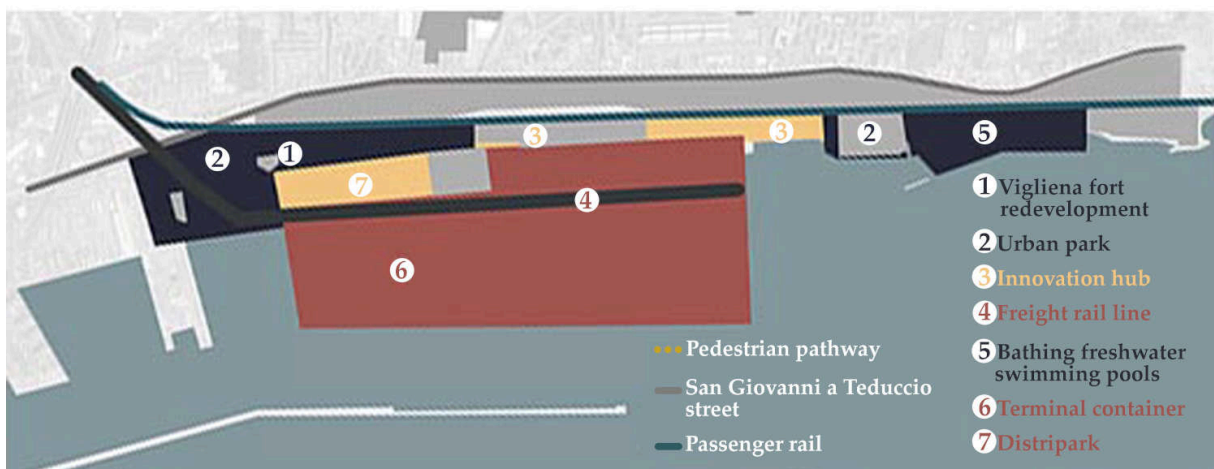 2
1
3
3
2
5
7
4
6
1 Vigliena fort
redevelopment
2 Urban park
3 Innovation hub
4 Freight rail line
5 Bathing freshwater
swimming pools
6 Terminal container
7 Distripark
Pedestrian pathway
San Giovanni a Teduccio
street
Passenger rail